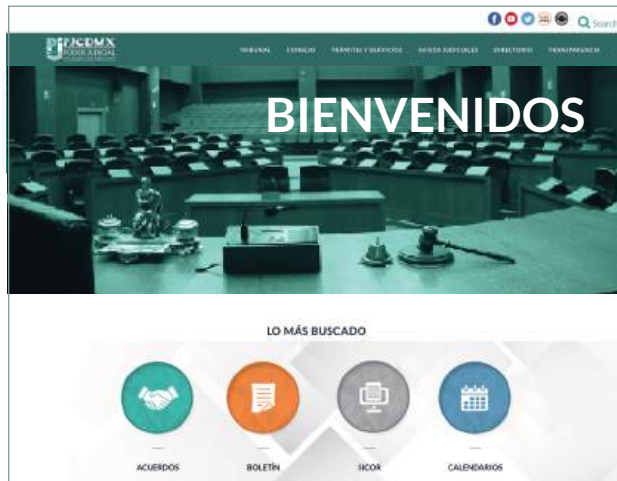 Search
PJCDMX
PODER JUDICIAL
TRIBUNAL CONSEJO TRÁMITES Y SERVICIOS AVISOS JUDICIALES DIRECTORIO TRANSPARENCIA
BIENVENIDOS
LO MÁS BUSCADO
ACUERDOS BOLETÍN SICOR CALENDARIOS